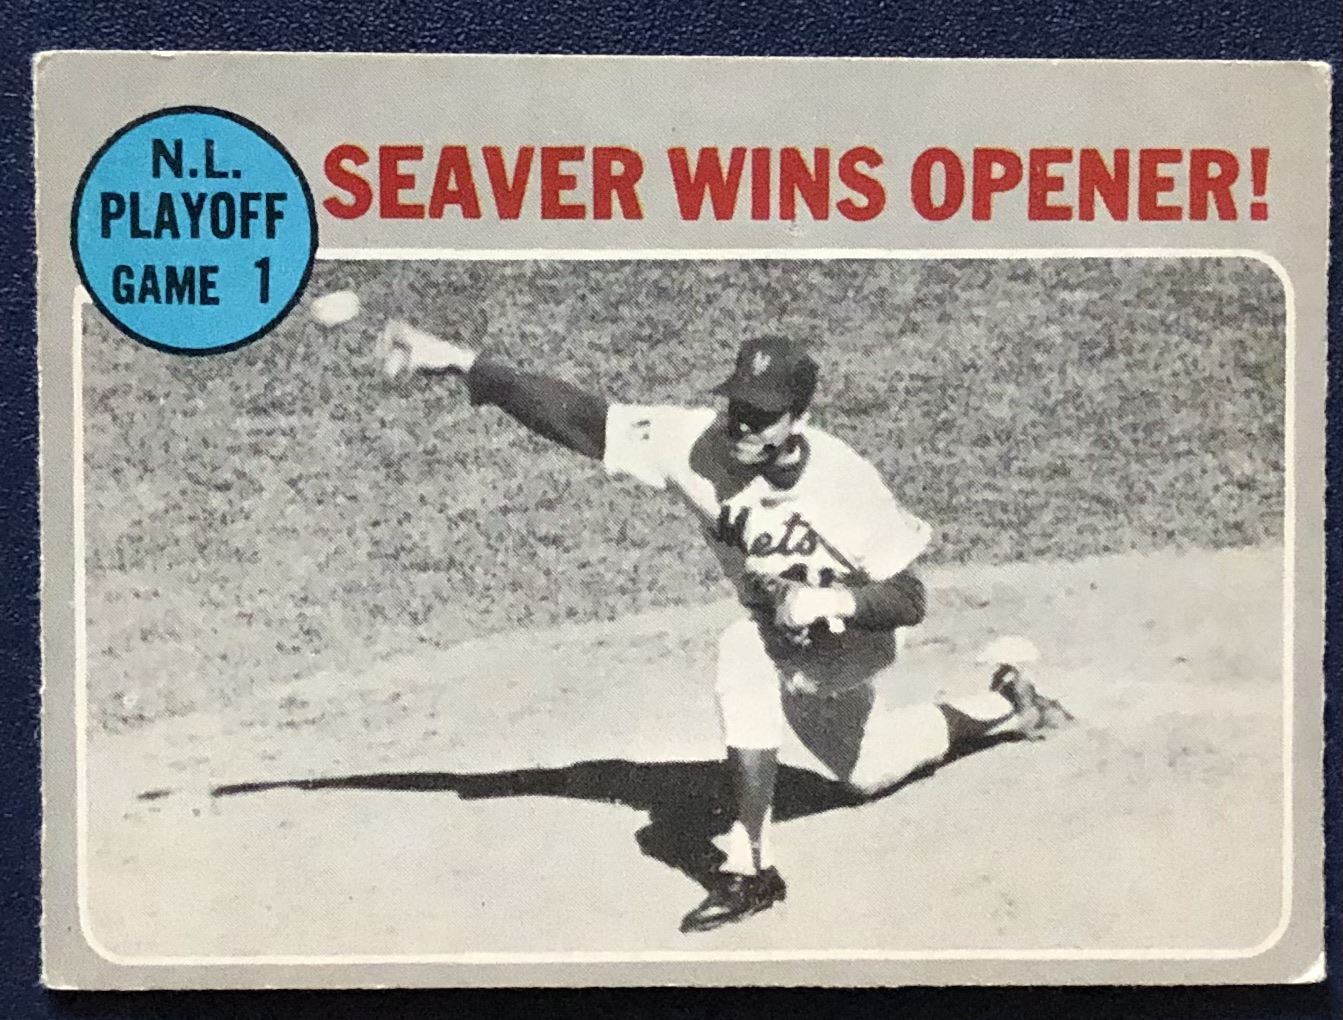 N.L.
PLAYOFF
GAME 1
SEAVER WINS OPENER!
Mets